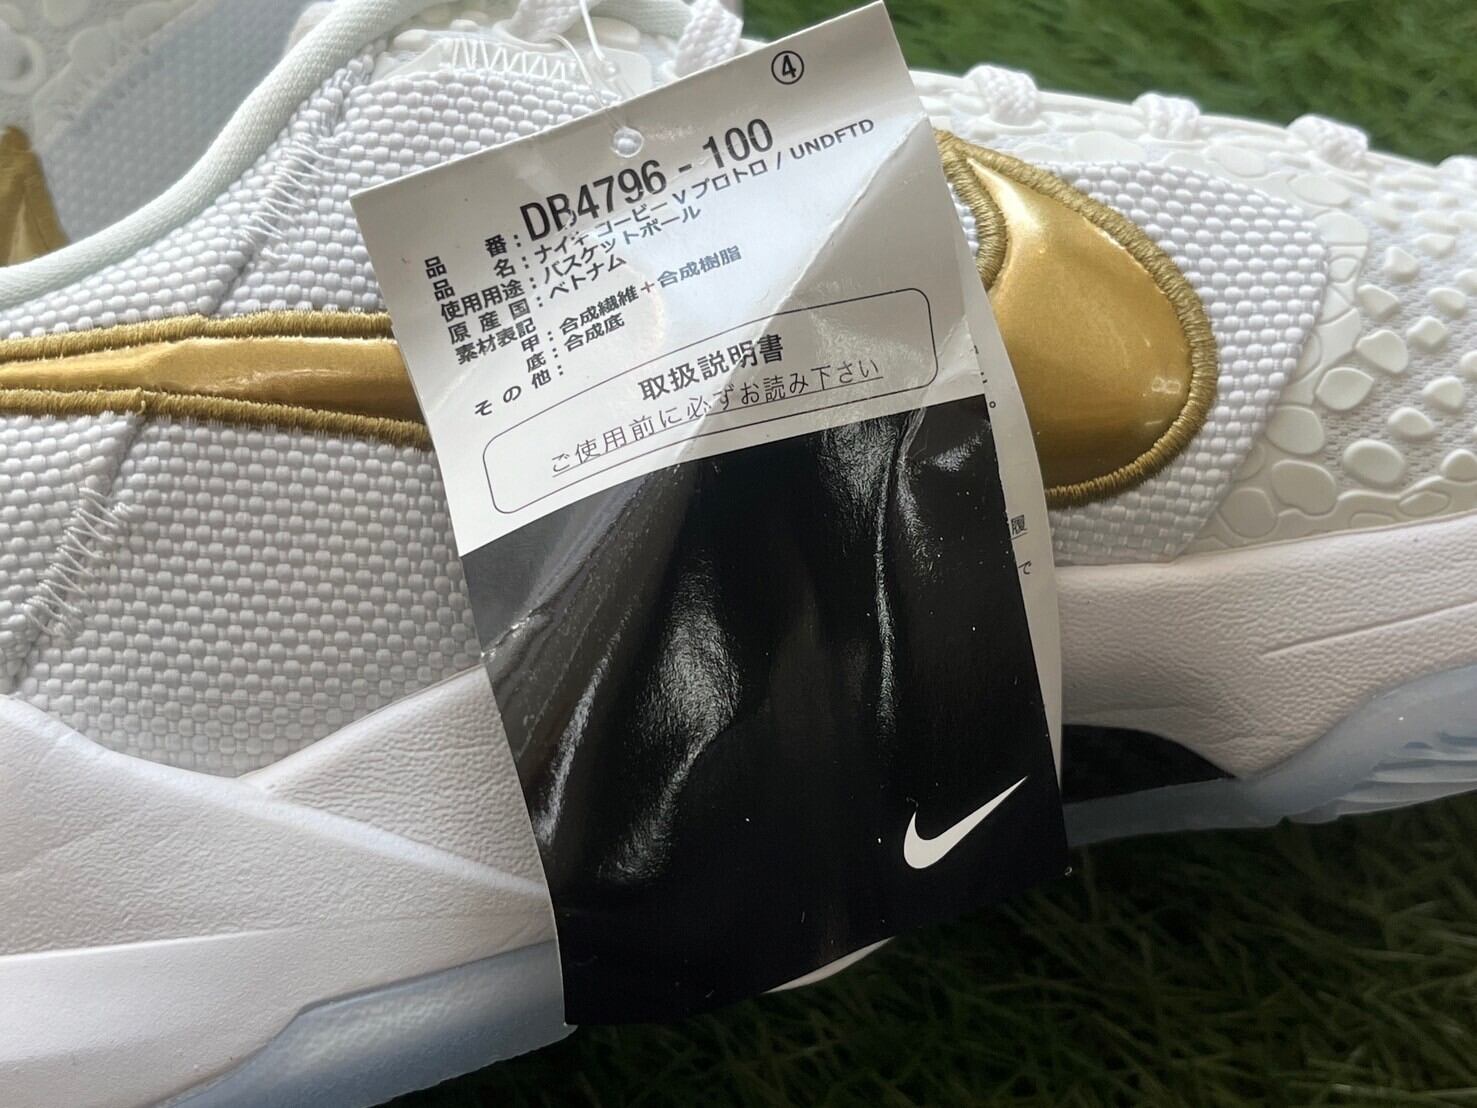 ④
品 番：DB4796-100
品 名：ナイキ コービー V プロトロ / UNDFTD
使用用途：バスケットボール
原 産 国：ベトナム
素材表記
甲：合成繊維+合成樹脂
底：合成底
その他：
取扱説明書
ご使用前に必ずお読み下さい
。
履
で